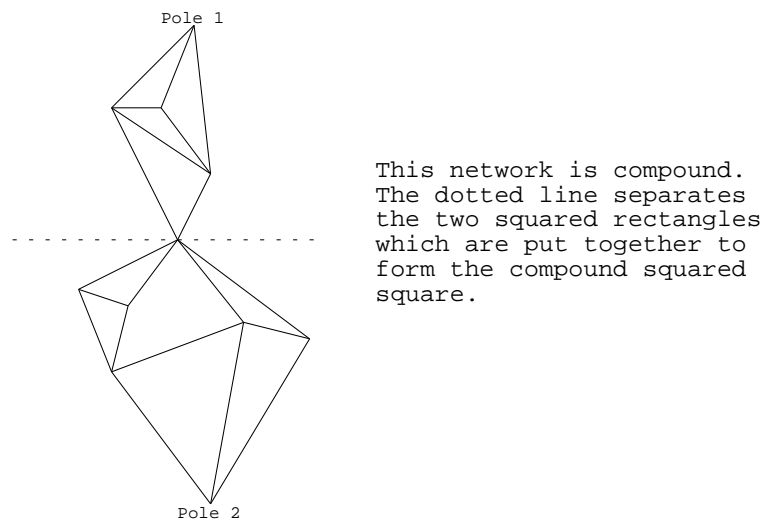 Pole 1
This network is compound.
The dotted line separates
the two squared rectangles
which are put together to
form the compound squared
square.
Pole 2